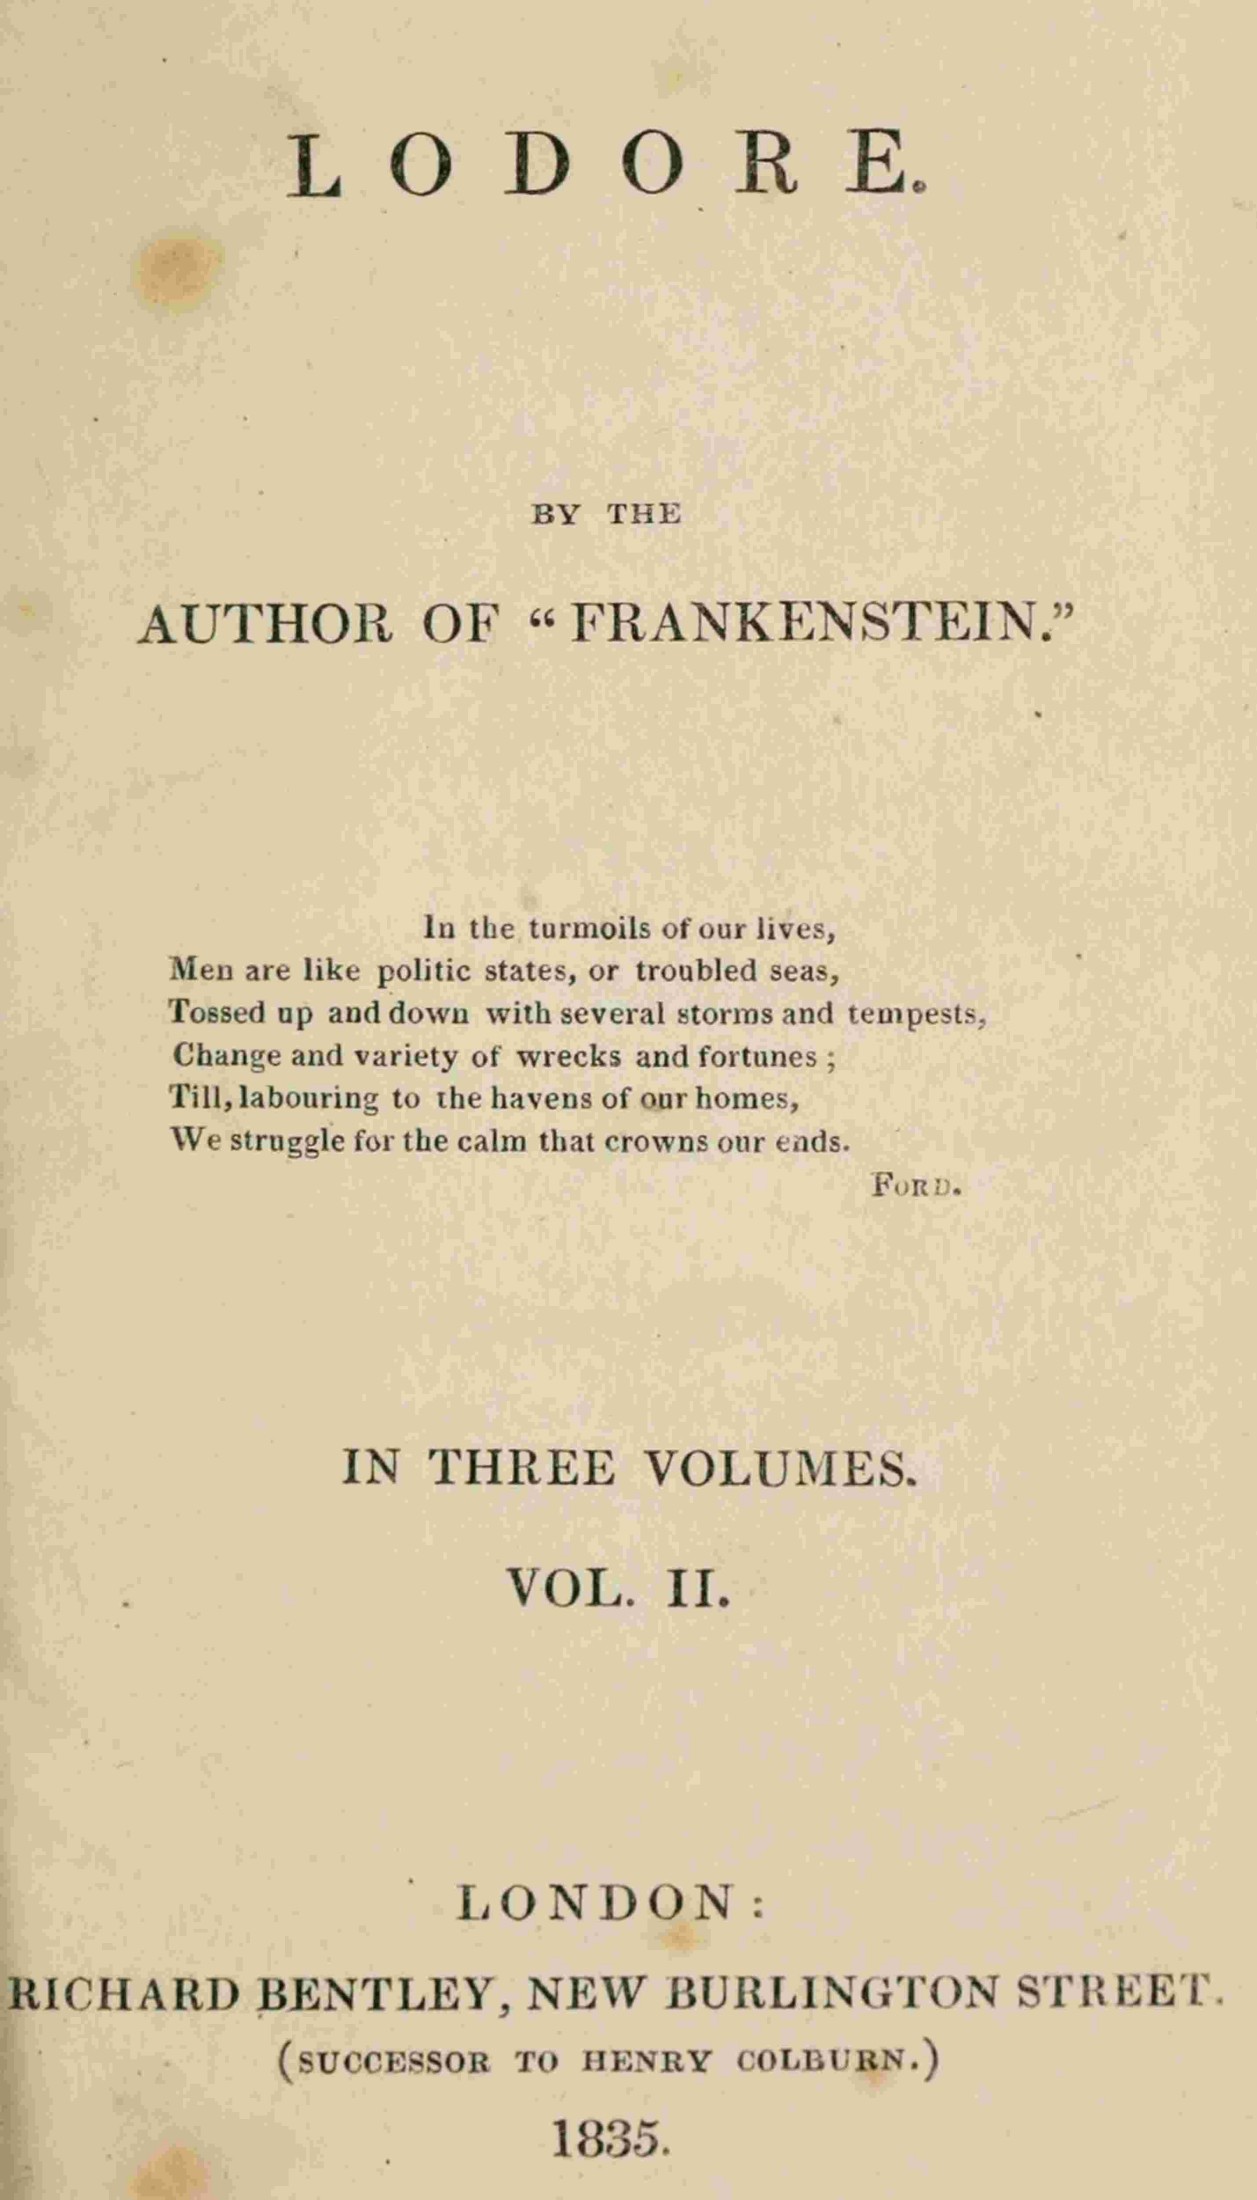 LODORE.
BY THE
AUTHOR OF “FRANKENSTEIN.”
In the turmoils of our lives,
Men are like politic states, or troubled seas,
Tossed up and down with several storms and tempests,
Change and variety of wrecks and fortunes ;
Till, labouring to the havens of our homes,
We struggle for the calm that crowns our ends.
FORD.
IN THREE VOLUMES.
VOL. II.
LONDON :
RICHARD BENTLEY, NEW BURLINGTON STREET.
(SUCCESSOR TO HENRY COLBURN.)
1835.